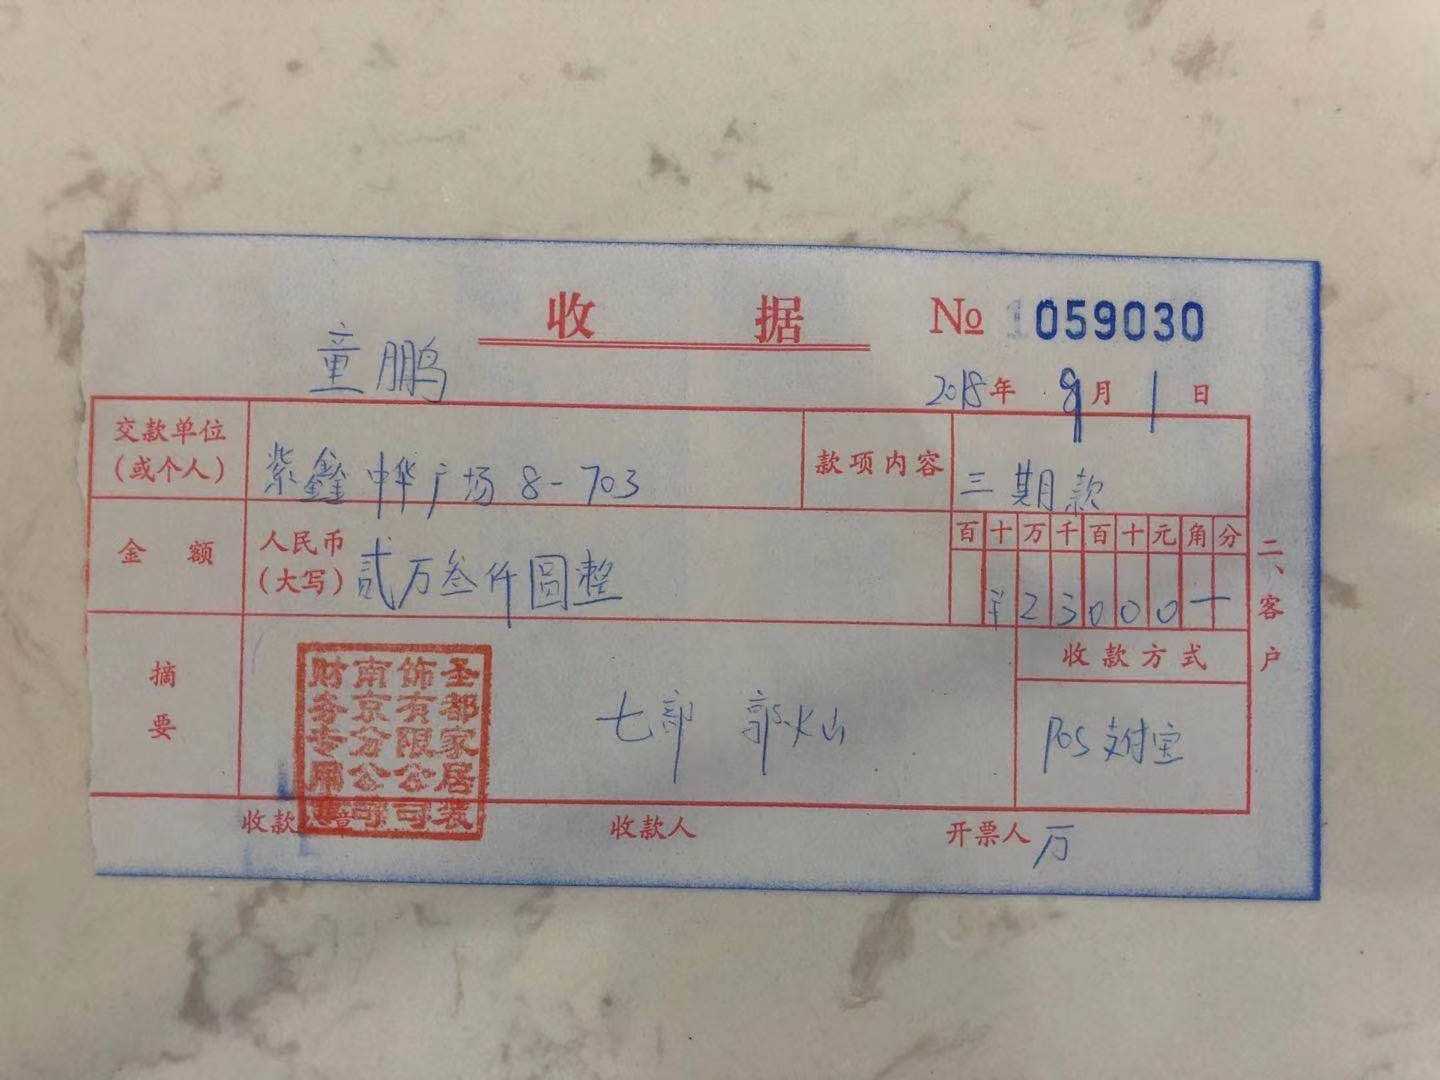 收 据 № 1059030
童鹏
2018年 9月 1日
交款单位
(或个人)
紫鑫中华广场 8-703
款项内容
三期款
金 额
人民币
(大写)
贰万叁仟圆整
百十万千百十元角分
¥23000
摘
要
七部 郭火山
收款方式
POS 支付宝
圣都家居装
饰有限公司
南京分公司
财务专用章
收款
收款人
开票人 万
二、客户